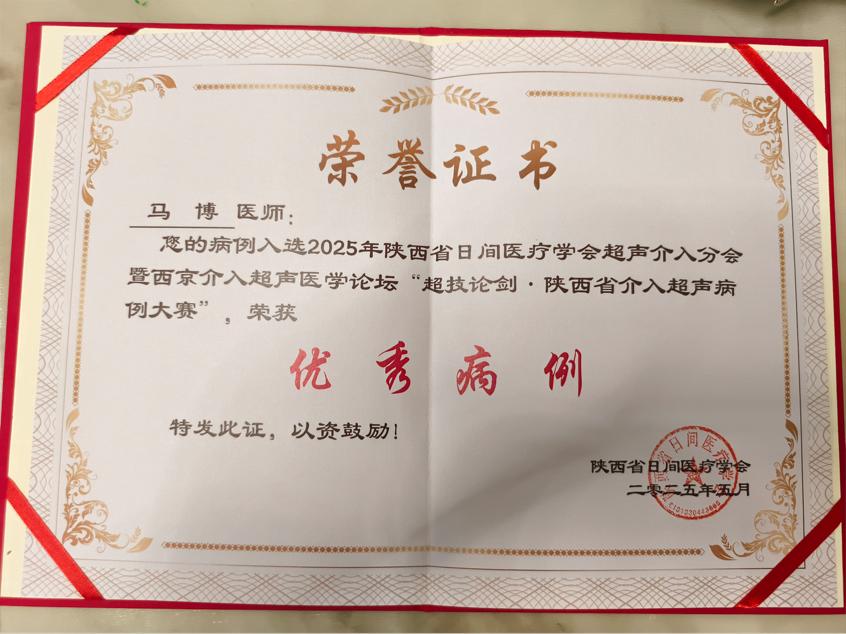 荣誉证书
马 博 医师：
您的病例入选2025年陕西省日间医疗学会超声介入分会
暨西京介入超声医学论坛“超技论剑·陕西省介入超声病
例大赛”，荣获
优秀病例
特发此证，以资鼓励！
陕西省日间医疗学会
二零二五年五月